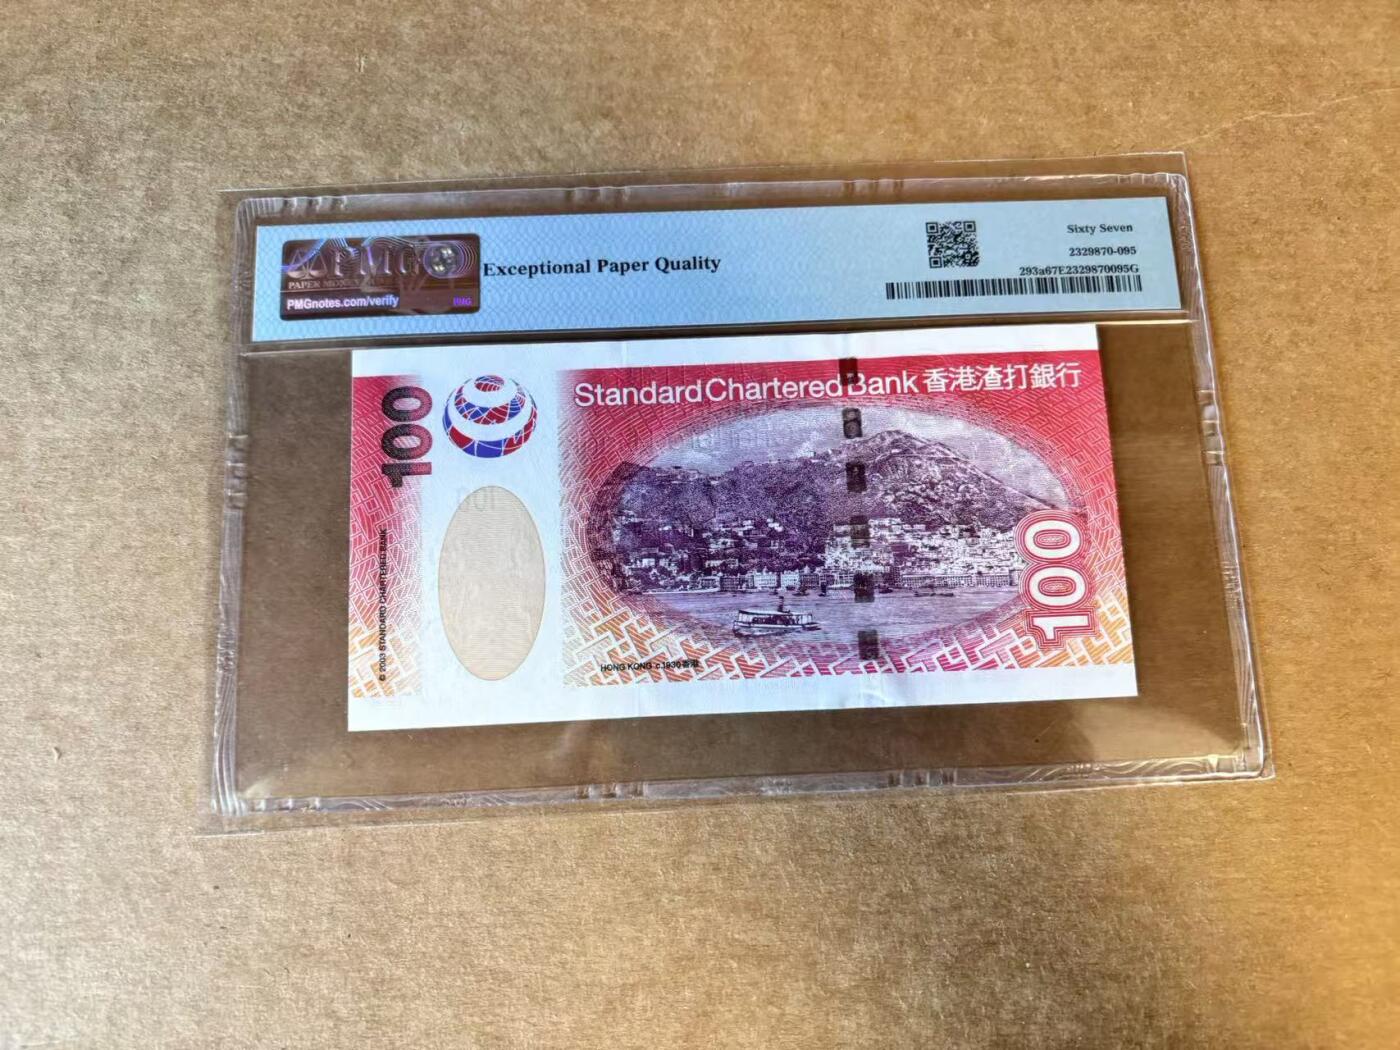 PMG
PAPER MONEY
PMGnotes.com/verify
PMG
Exceptional Paper Quality
Sixty Seven
2329870-095
293a67E2329870095G
100
Standard Chartered Bank 香港渣打銀行
© 2003 STANDARD CHARTERED BANK
HONG KONG c.1930 香港
100